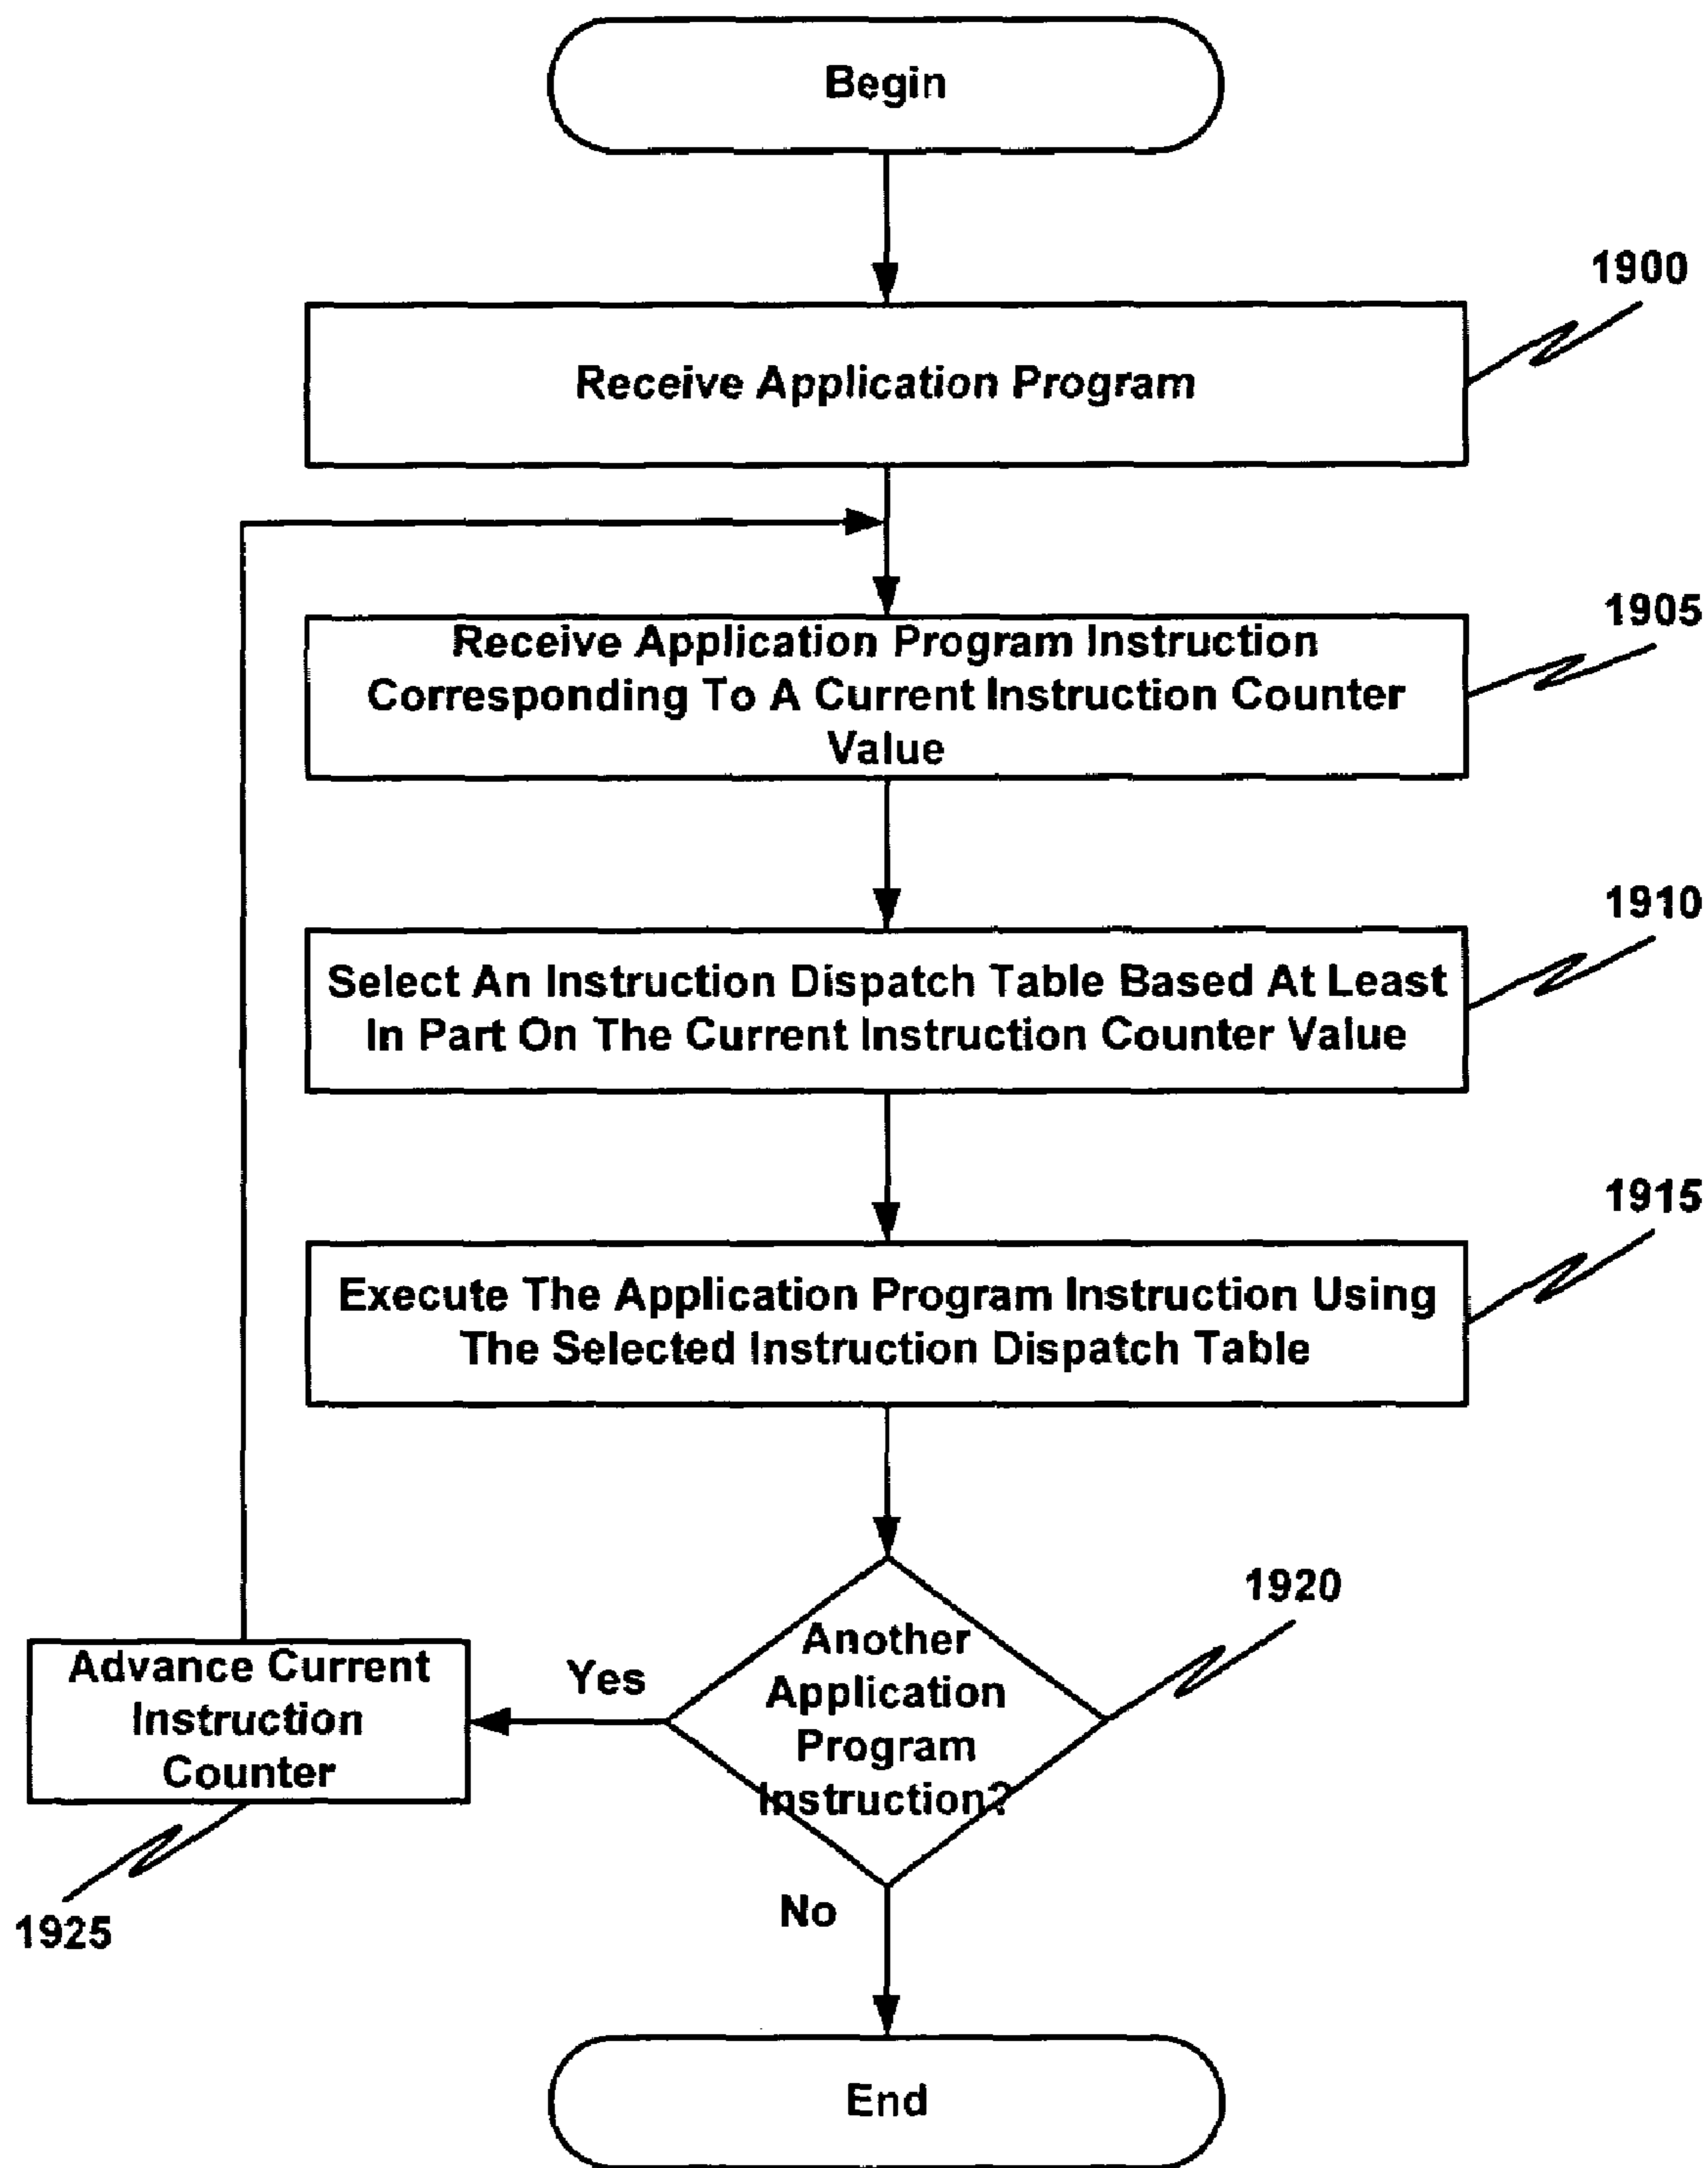 Begin
1900
Receive Application Program
1905
Receive Application Program Instruction
Corresponding To A Current Instruction Counter
Value
1910
Select An Instruction Dispatch Table Based At Least
In Part On The Current Instruction Counter Value
1915
Execute The Application Program Instruction Using
The Selected Instruction Dispatch Table
1920
Another
Application
Program
Instruction?
Yes
Advance Current
Instruction
Counter
1925
No
End